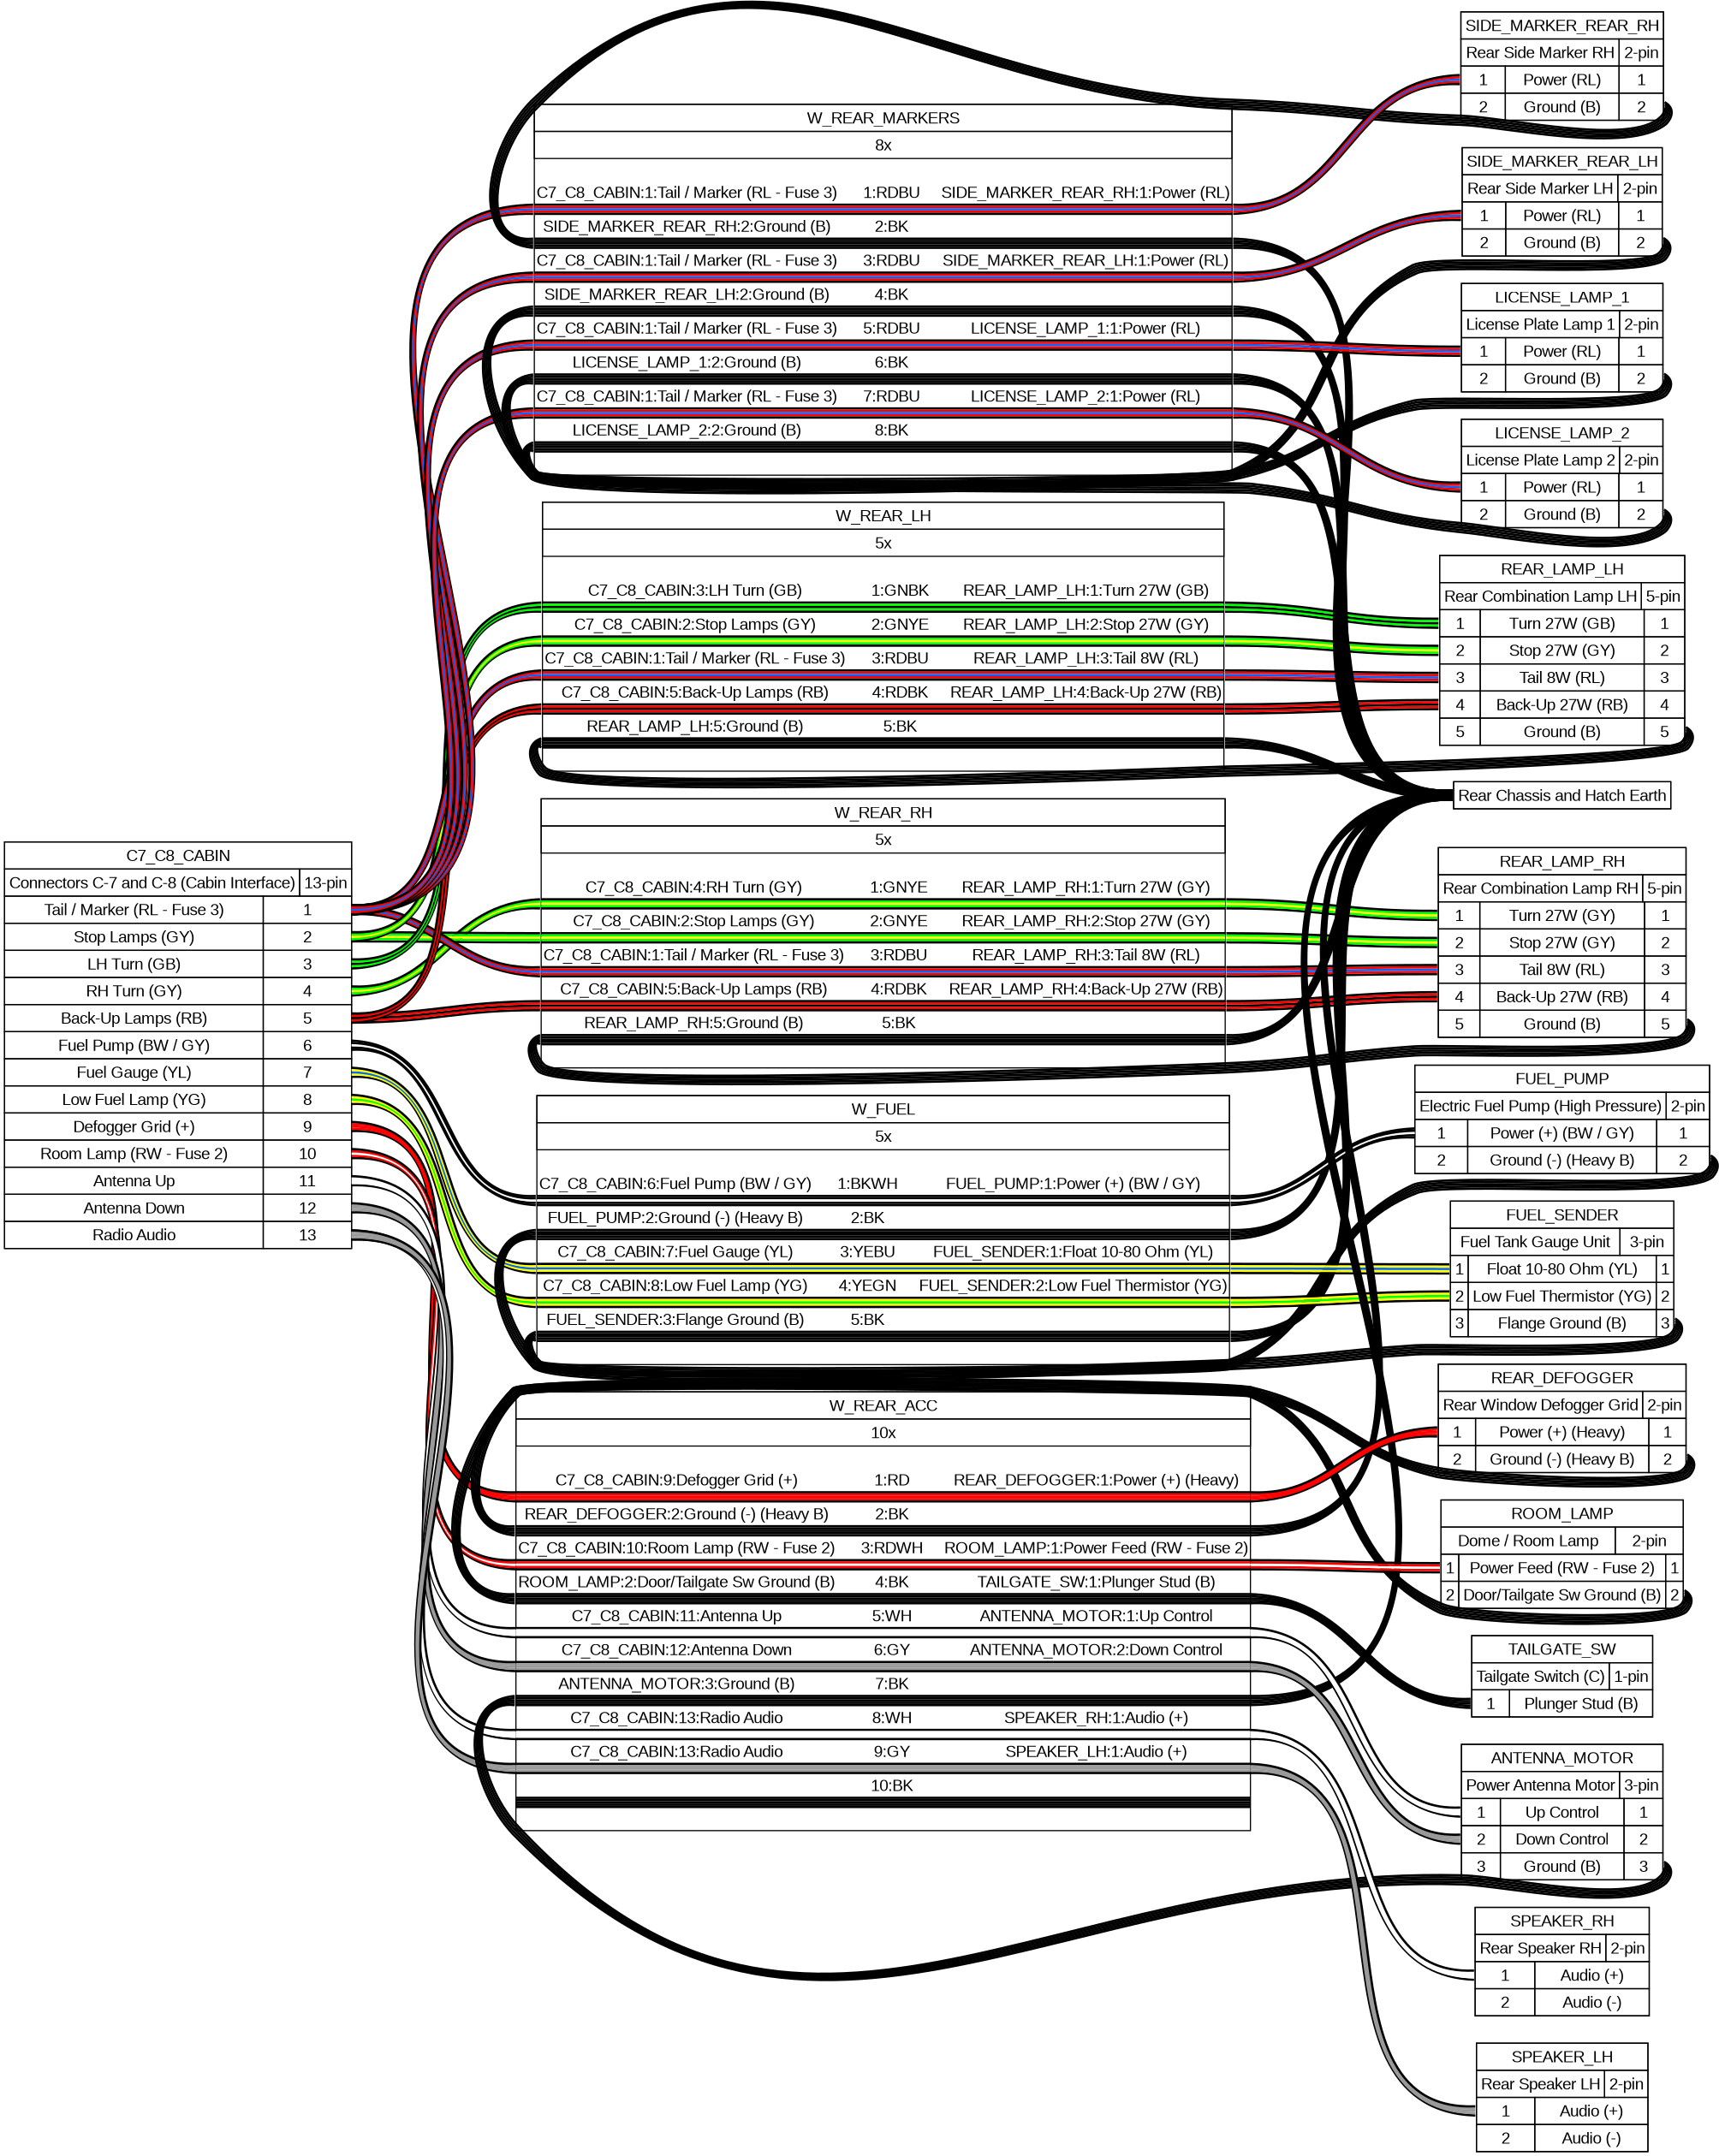 C7_C8_CABIN
Connectors C-7 and C-8 (Cabin Interface) 13-pin
Tail / Marker (RL - Fuse 3) 1
Stop Lamps (GY) 2
LH Turn (GB) 3
RH Turn (GY) 4
Back-Up Lamps (RB) 5
Fuel Pump (BW / GY) 6
Fuel Gauge (YL) 7
Low Fuel Lamp (YG) 8
Defogger Grid (+) 9
Room Lamp (RW - Fuse 2) 10
Antenna Up 11
Antenna Down 12
Radio Audio 13
W_REAR_MARKERS
8x
C7_C8_CABIN:1:Tail / Marker (RL - Fuse 3) 1:RDBU SIDE_MARKER_REAR_RH:1:Power (RL)
SIDE_MARKER_REAR_RH:2:Ground (B) 2:BK
C7_C8_CABIN:1:Tail / Marker (RL - Fuse 3) 3:RDBU SIDE_MARKER_REAR_LH:1:Power (RL)
SIDE_MARKER_REAR_LH:2:Ground (B) 4:BK
C7_C8_CABIN:1:Tail / Marker (RL - Fuse 3) 5:RDBU LICENSE_LAMP_1:1:Power (RL)
LICENSE_LAMP_1:2:Ground (B) 6:BK
C7_C8_CABIN:1:Tail / Marker (RL - Fuse 3) 7:RDBU LICENSE_LAMP_2:1:Power (RL)
LICENSE_LAMP_2:2:Ground (B) 8:BK
W_REAR_LH
5x
C7_C8_CABIN:3:LH Turn (GB) 1:GNBK REAR_LAMP_LH:1:Turn 27W (GB)
C7_C8_CABIN:2:Stop Lamps (GY) 2:GNYE REAR_LAMP_LH:2:Stop 27W (GY)
C7_C8_CABIN:1:Tail / Marker (RL - Fuse 3) 3:RDBU REAR_LAMP_LH:3:Tail 8W (RL)
C7_C8_CABIN:5:Back-Up Lamps (RB) 4:RDBK REAR_LAMP_LH:4:Back-Up 27W (RB)
REAR_LAMP_LH:5:Ground (B) 5:BK
W_REAR_RH
5x
C7_C8_CABIN:4:RH Turn (GY) 1:GNYE REAR_LAMP_RH:1:Turn 27W (GY)
C7_C8_CABIN:2:Stop Lamps (GY) 2:GNYE REAR_LAMP_RH:2:Stop 27W (GY)
C7_C8_CABIN:1:Tail / Marker (RL - Fuse 3) 3:RDBU REAR_LAMP_RH:3:Tail 8W (RL)
C7_C8_CABIN:5:Back-Up Lamps (RB) 4:RDBK REAR_LAMP_RH:4:Back-Up 27W (RB)
REAR_LAMP_RH:5:Ground (B) 5:BK
W_FUEL
5x
C7_C8_CABIN:6:Fuel Pump (BW / GY) 1:BKWH FUEL_PUMP:1:Power (+) (BW / GY)
FUEL_PUMP:2:Ground (-) (Heavy B) 2:BK
C7_C8_CABIN:7:Fuel Gauge (YL) 3:YEBU FUEL_SENDER:1:Float 10-80 Ohm (YL)
C7_C8_CABIN:8:Low Fuel Lamp (YG) 4:YEGN FUEL_SENDER:2:Low Fuel Thermistor (YG)
FUEL_SENDER:3:Flange Ground (B) 5:BK
W_REAR_ACC
10x
C7_C8_CABIN:9:Defogger Grid (+) 1:RD REAR_DEFOGGER:1:Power (+) (Heavy)
REAR_DEFOGGER:2:Ground (-) (Heavy B) 2:BK
C7_C8_CABIN:10:Room Lamp (RW - Fuse 2) 3:RDWH ROOM_LAMP:1:Power Feed (RW - Fuse 2)
ROOM_LAMP:2:Door/Tailgate Sw Ground (B) 4:BK TAILGATE_SW:1:Plunger Stud (B)
C7_C8_CABIN:11:Antenna Up 5:WH ANTENNA_MOTOR:1:Up Control
C7_C8_CABIN:12:Antenna Down 6:GY ANTENNA_MOTOR:2:Down Control
ANTENNA_MOTOR:3:Ground (B) 7:BK
C7_C8_CABIN:13:Radio Audio 8:WH SPEAKER_RH:1:Audio (+)
C7_C8_CABIN:13:Radio Audio 9:GY SPEAKER_LH:1:Audio (+)
10:BK
SIDE_MARKER_REAR_RH
Rear Side Marker RH 2-pin
1 Power (RL) 1
2 Ground (B) 2
SIDE_MARKER_REAR_LH
Rear Side Marker LH 2-pin
1 Power (RL) 1
2 Ground (B) 2
LICENSE_LAMP_1
License Plate Lamp 1 2-pin
1 Power (RL) 1
2 Ground (B) 2
LICENSE_LAMP_2
License Plate Lamp 2 2-pin
1 Power (RL) 1
2 Ground (B) 2
REAR_LAMP_LH
Rear Combination Lamp LH 5-pin
1 Turn 27W (GB) 1
2 Stop 27W (GY) 2
3 Tail 8W (RL) 3
4 Back-Up 27W (RB) 4
5 Ground (B) 5
Rear Chassis and Hatch Earth
REAR_LAMP_RH
Rear Combination Lamp RH 5-pin
1 Turn 27W (GY) 1
2 Stop 27W (GY) 2
3 Tail 8W (RL) 3
4 Back-Up 27W (RB) 4
5 Ground (B) 5
FUEL_PUMP
Electric Fuel Pump (High Pressure) 2-pin
1 Power (+) (BW / GY) 1
2 Ground (-) (Heavy B) 2
FUEL_SENDER
Fuel Tank Gauge Unit 3-pin
1 Float 10-80 Ohm (YL) 1
2 Low Fuel Thermistor (YG) 2
3 Flange Ground (B) 3
REAR_DEFOGGER
Rear Window Defogger Grid 2-pin
1 Power (+) (Heavy) 1
2 Ground (-) (Heavy B) 2
ROOM_LAMP
Dome / Room Lamp 2-pin
1 Power Feed (RW - Fuse 2) 1
2 Door/Tailgate Sw Ground (B) 2
TAILGATE_SW
Tailgate Switch (C) 1-pin
1 Plunger Stud (B)
ANTENNA_MOTOR
Power Antenna Motor 3-pin
1 Up Control 1
2 Down Control 2
3 Ground (B) 3
SPEAKER_RH
Rear Speaker RH 2-pin
1 Audio (+)
2 Audio (-)
SPEAKER_LH
Rear Speaker LH 2-pin
1 Audio (+)
2 Audio (-)